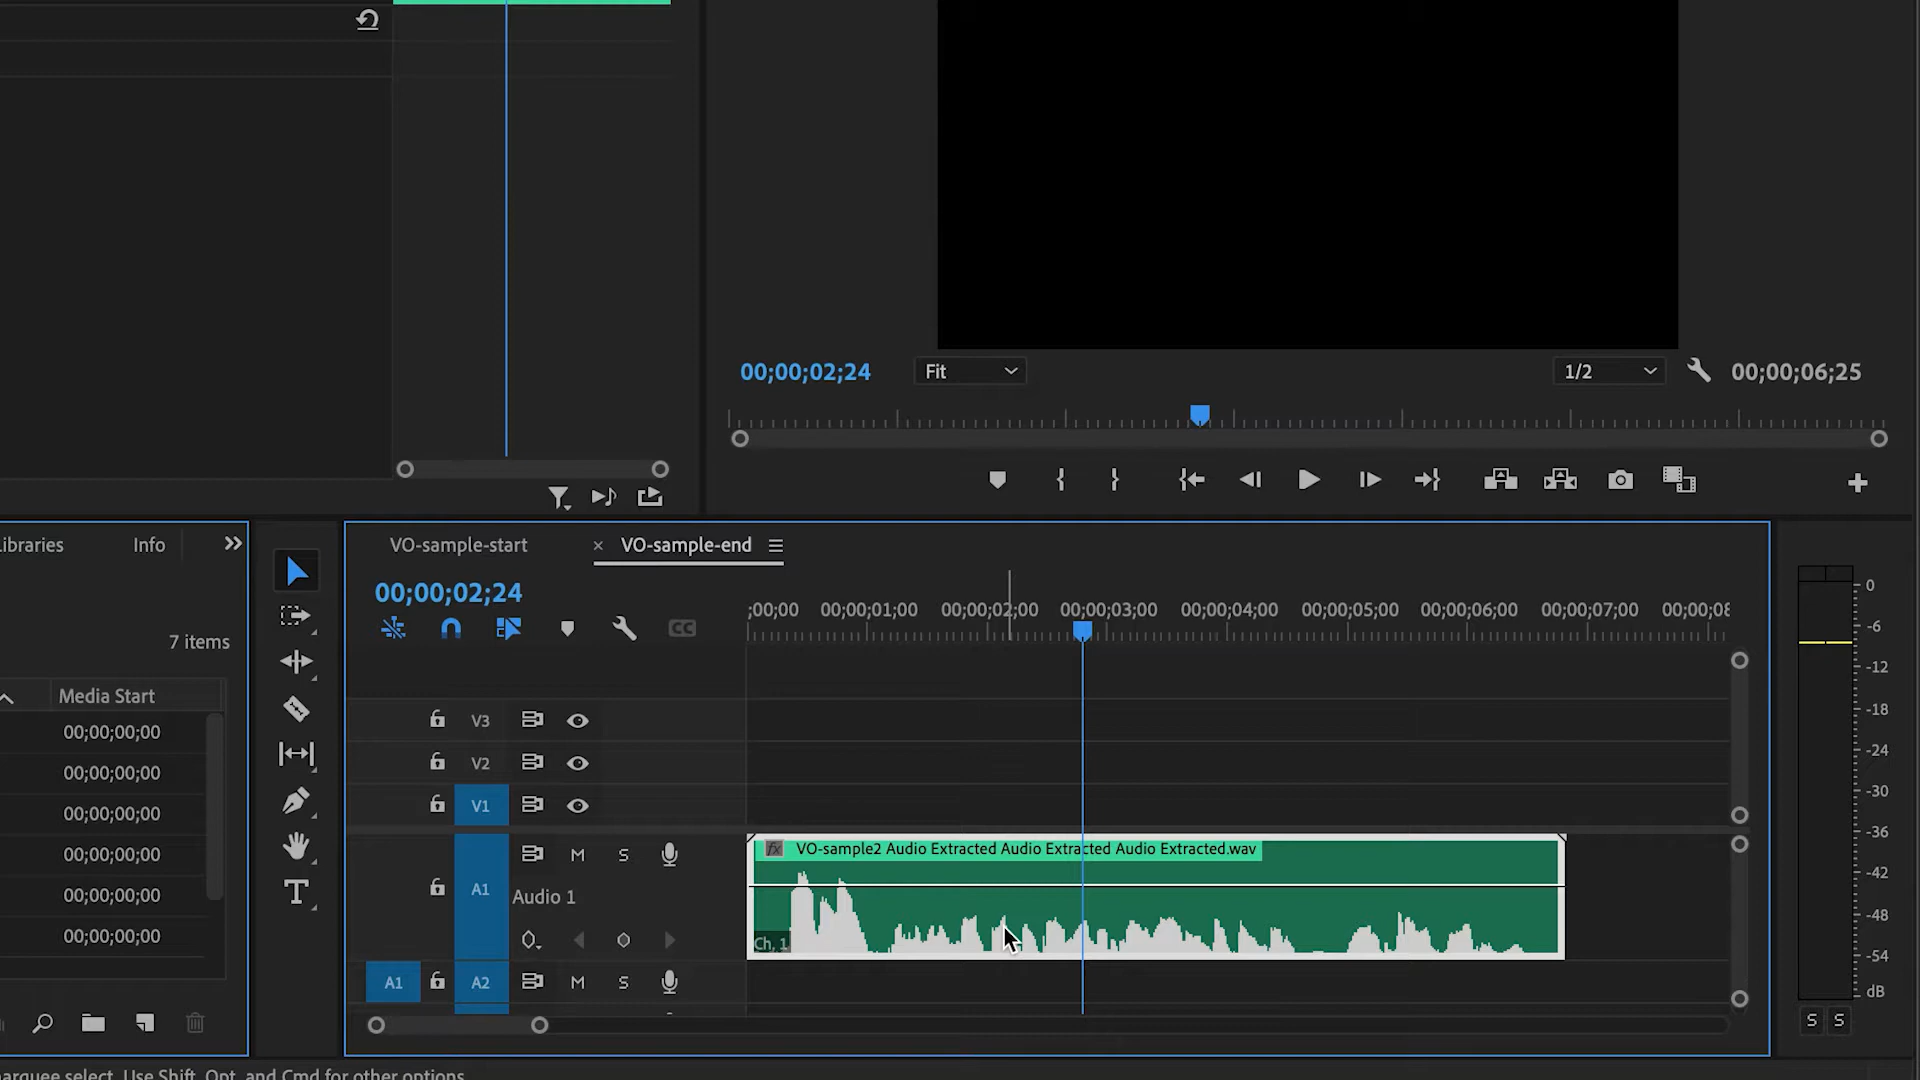 00;00;02;24
Fit
1/2
00;00;06;25
ibraries
Info
VO-sample-start
VO-sample-end
00;00;02;24
;00;00
00;00;01;00
00;00;02;00
00;00;03;00
00;00;04;00
00;00;05;00
00;00;06;00
00;00;07;00
00;00;08
CC
7 items
Media Start
00;00;00;00
00;00;00;00
00;00;00;00
00;00;00;00
00;00;00;00
00;00;00;00
V3
V2
V1
VO-sample2 Audio Extracted Audio Extracted Audio Extracted.wav
fx
M
S
A1
Audio 1
Ch. 1
A1
A2
M
S
0
-6
-12
-18
-24
-30
-36
-42
-48
-54
dB
S
S
marquee select. Use Shift, Opt, and Cmd for other options.